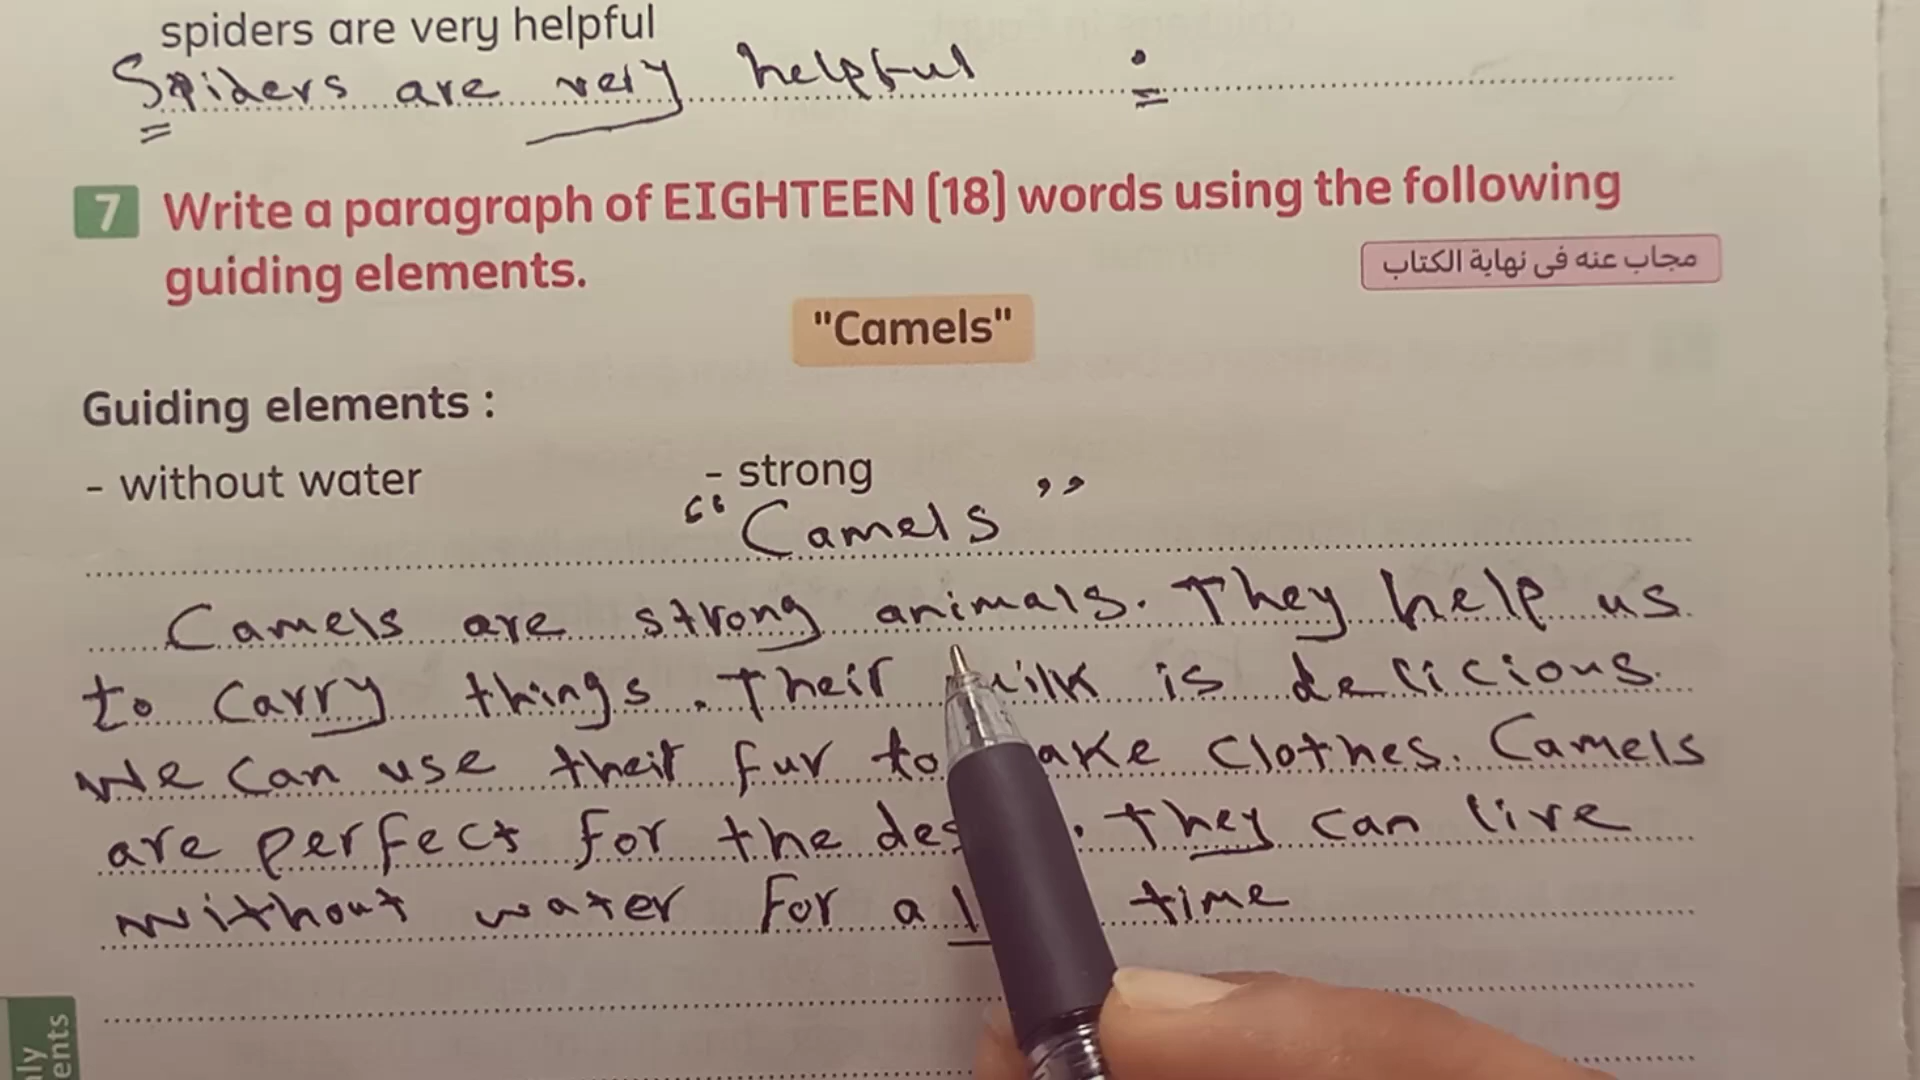 spiders are very helpful
Spiders are very helpful .
7 Write a paragraph of EIGHTEEN (18) words using the following
guiding elements.
مجاب عنه فى نهاية الكتاب
"Camels"
Guiding elements :
- without water - strong
“Camels”
Camels are strong animals. They help us
to carry things. Their milk is delicious.
We can use their fur to make clothes. Camels
are perfect for the . They can live
without water for a time